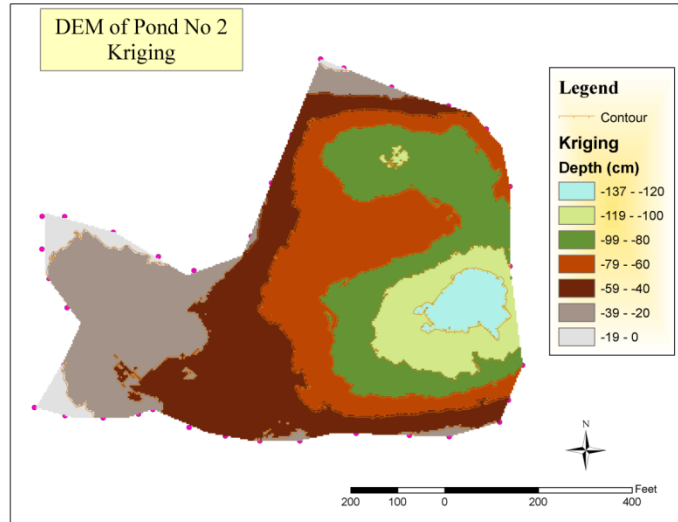 DEM of Pond No 2
Kriging
Legend
Contour
Kriging
Depth (cm)
-137 - -120
-119 - -100
-99 - -80
-79 - -60
-59 - -40
-39 - -20
-19 - 0
N
Feet
200 100 0 200 400